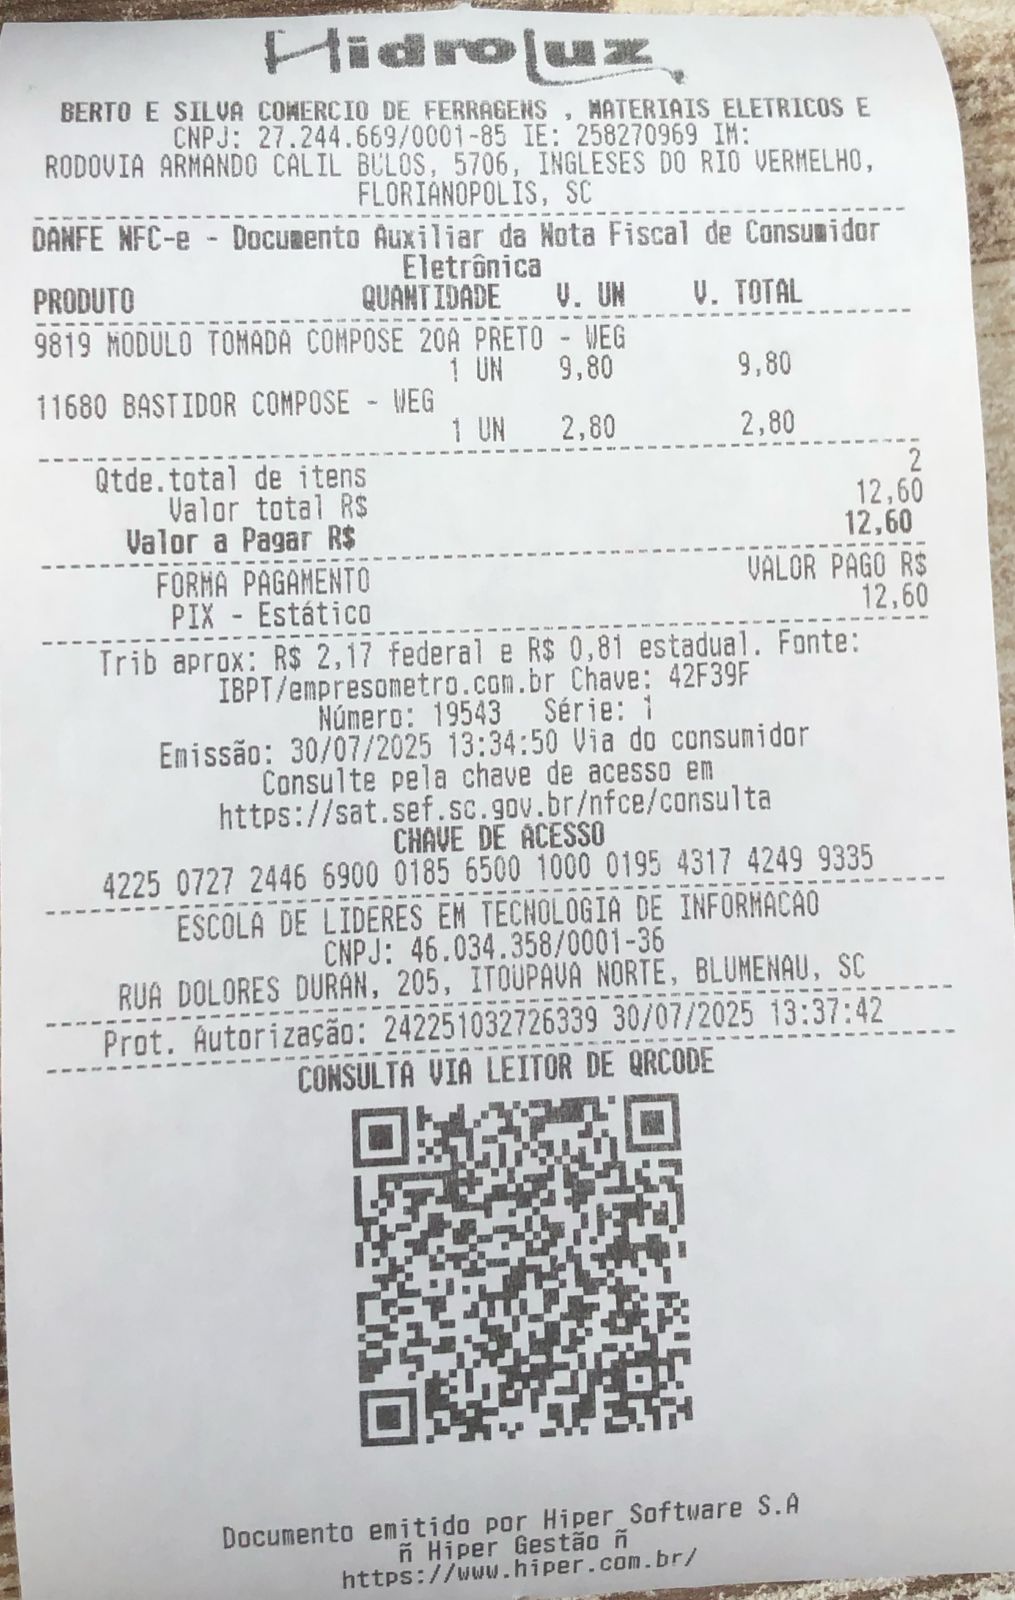 HidroLuz
BERTO E SILVA COMERCIO DE FERRAGENS , MATERIAIS ELETRICOS E
CNPJ: 27.244.669/0001-85 IE: 258270969 IM:
RODOVIA ARMANDO CALIL BULOS, 5706, INGLESES DO RIO VERMELHO,
FLORIANOPOLIS, SC
DANFE NFC-e - Documento Auxiliar da Nota Fiscal de Consumidor
Eletrônica
PRODUTO QUANTIDADE V. UN V. TOTAL
9819 MODULO TOMADA COMPOSE 20A PRETO - WEG
1 UN 9,80 9,80
11680 BASTIDOR COMPOSE - WEG
1 UN 2,80 2,80
Qtde.total de itens 2
Valor total R$ 12,60
Valor a Pagar R$ 12,60
FORMA PAGAMENTO VALOR PAGO R$
PIX - Estático 12,60
Trib aprox: R$ 2,17 federal e R$ 0,81 estadual. Fonte:
IBPT/empresometro.com.br Chave: 42F39F
Número: 19543 Série: 1
Emissão: 30/07/2025 13:34:50 Via do consumidor
Consulte pela chave de acesso em
https://sat.sef.sc.gov.br/nfce/consulta
CHAVE DE ACESSO
4225 0727 2446 6900 0185 6500 1000 0195 4317 4249 9335
ESCOLA DE LIDERES EM TECNOLOGIA DE INFORMACAO
CNPJ: 46.034.358/0001-36
RUA DOLORES DURAN, 205, ITOUPAVA NORTE, BLUMENAU, SC
Prot. Autorização: 242251032726339 30/07/2025 13:37:42
CONSULTA VIA LEITOR DE QRCODE
Documento emitido por Hiper Software S.A
ñ Hiper Gestão ñ
https://www.hiper.com.br/